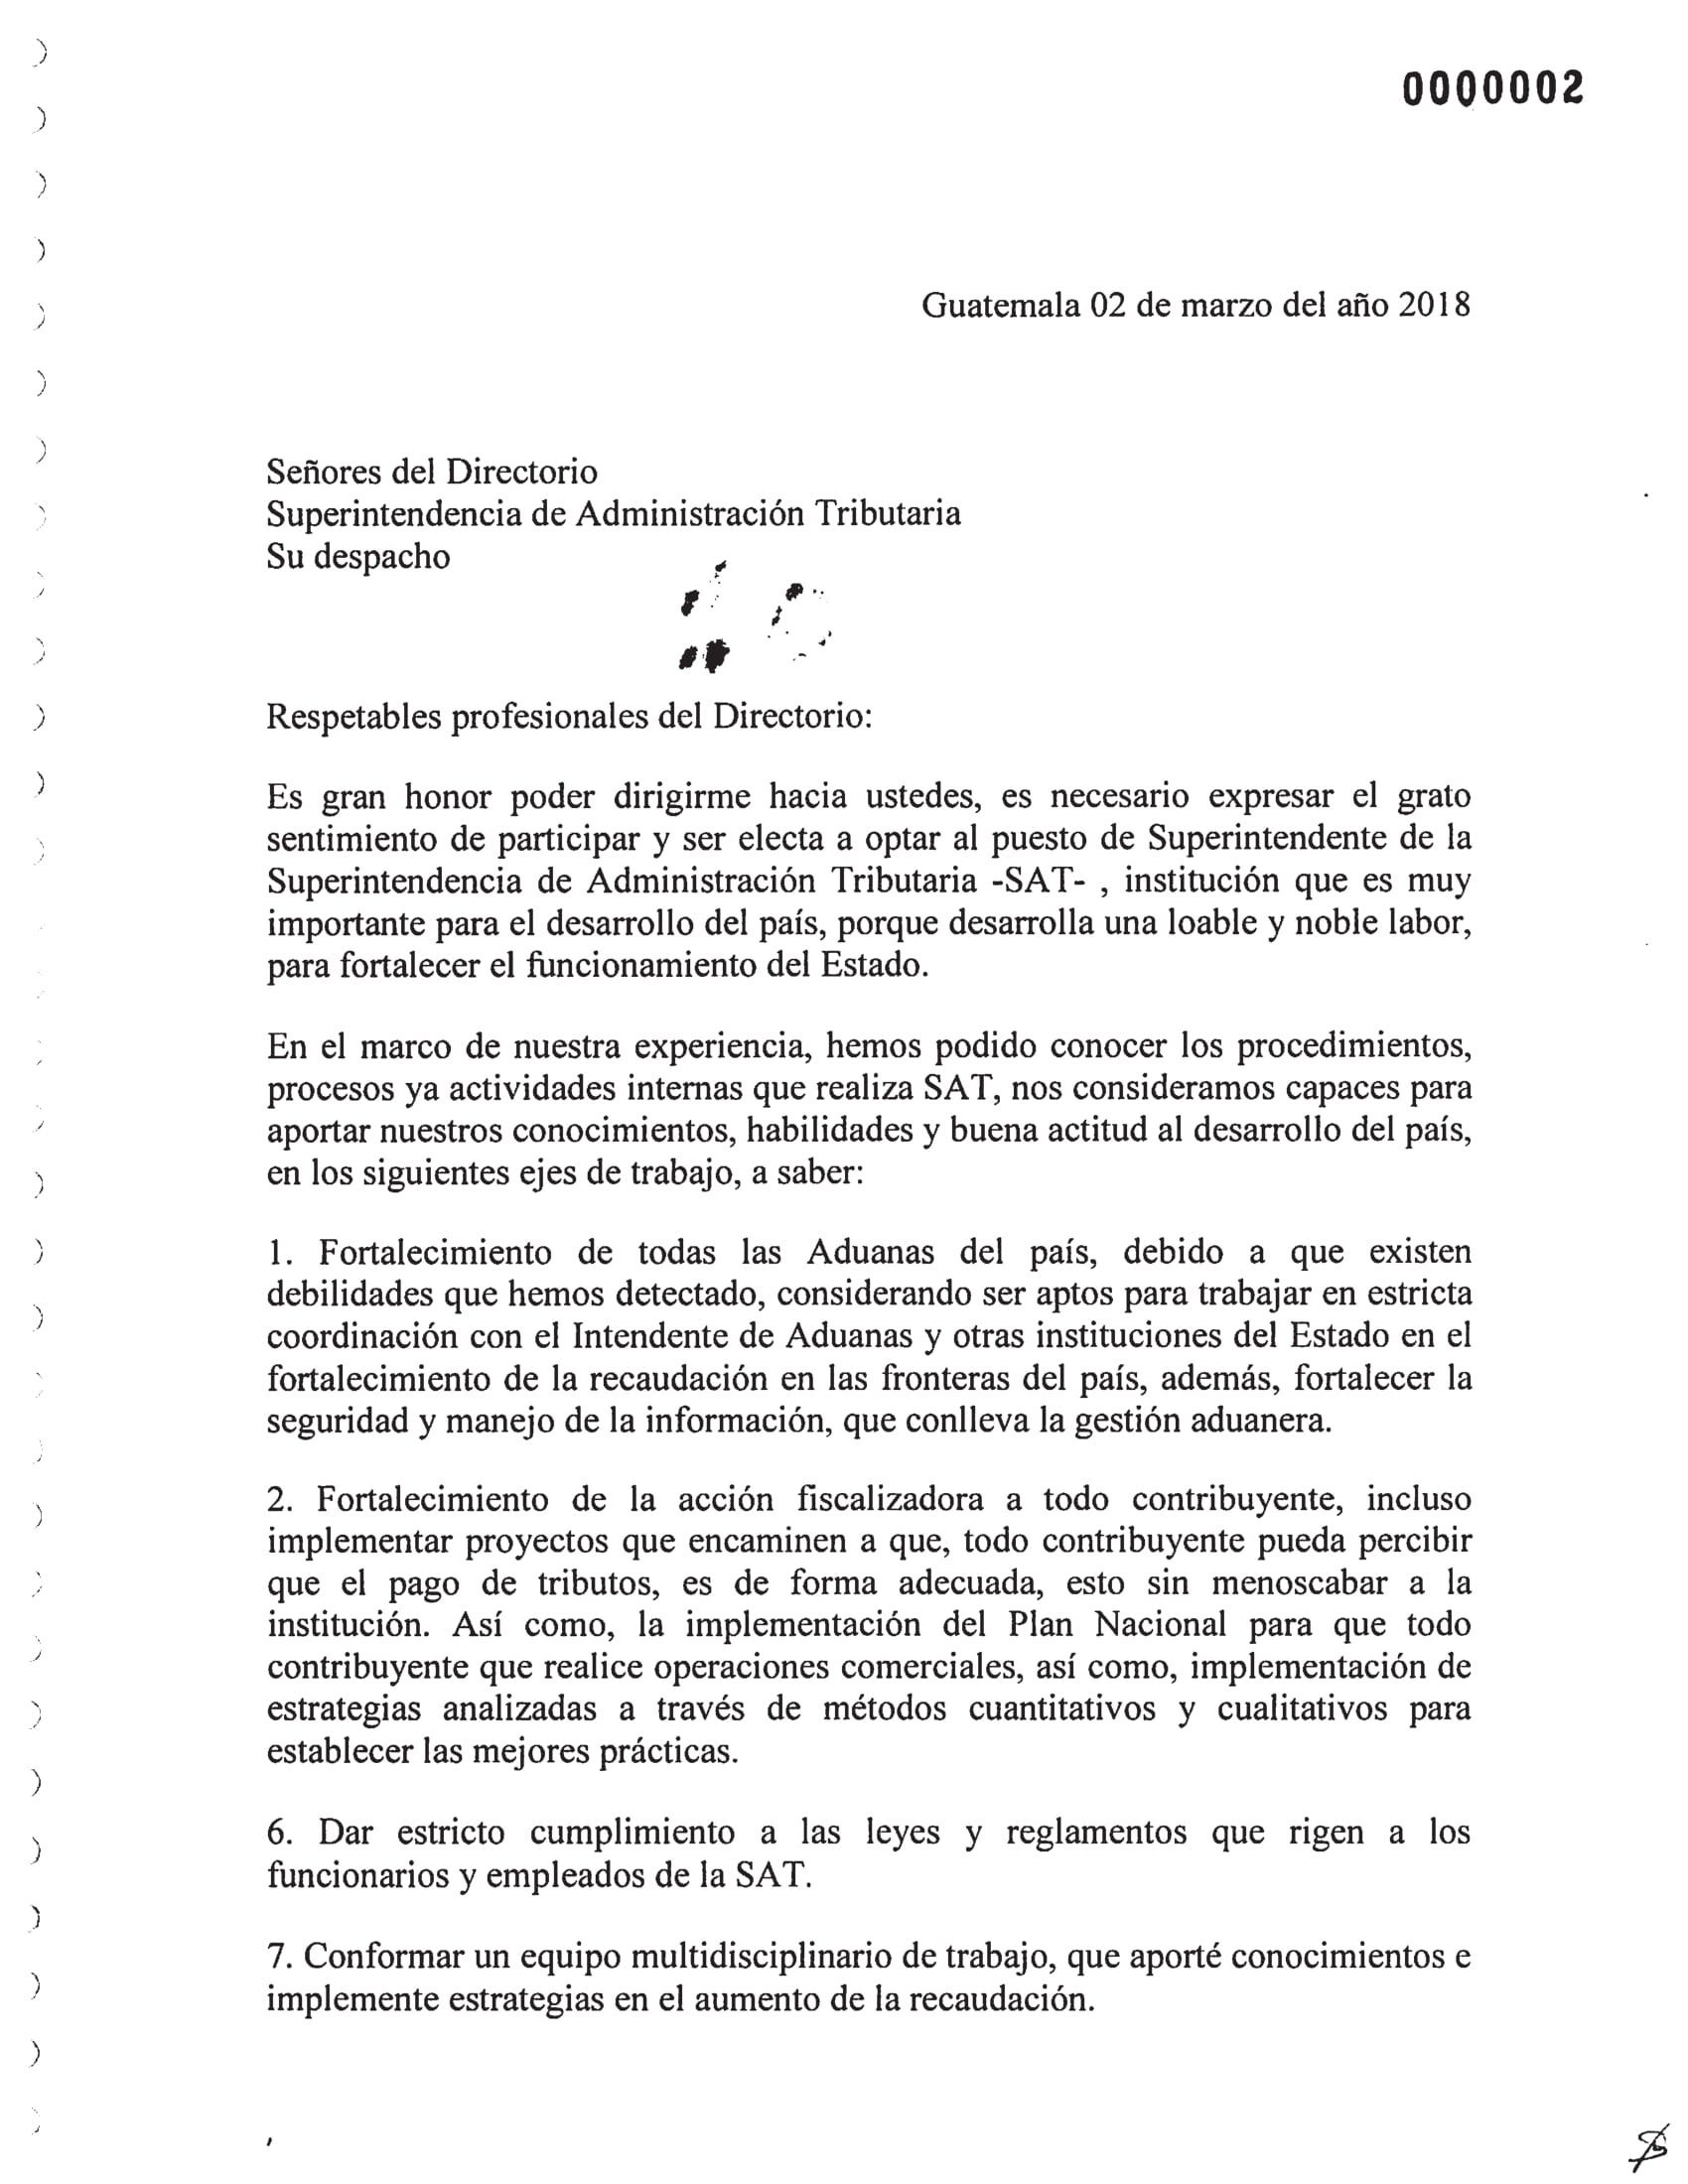 0000002
Guatemala 02 de marzo del año 2018
Señores del Directorio
Superintendencia de Administración Tributaria
Su despacho
Respetables profesionales del Directorio:
Es gran honor poder dirigirme hacia ustedes, es necesario expresar el grato
sentimiento de participar y ser electa a optar al puesto de Superintendente de la
Superintendencia de Administración Tributaria -SAT- , institución que es muy
importante para el desarrollo del país, porque desarrolla una loable y noble labor,
para fortalecer el funcionamiento del Estado.
En el marco de nuestra experiencia, hemos podido conocer los procedimientos,
procesos ya actividades internas que realiza SAT, nos consideramos capaces para
aportar nuestros conocimientos, habilidades y buena actitud al desarrollo del país,
en los siguientes ejes de trabajo, a saber:
1. Fortalecimiento de todas las Aduanas del país, debido a que existen
debilidades que hemos detectado, considerando ser aptos para trabajar en estricta
coordinación con el Intendente de Aduanas y otras instituciones del Estado en el
fortalecimiento de la recaudación en las fronteras del país, además, fortalecer la
seguridad y manejo de la información, que conlleva la gestión aduanera.
2. Fortalecimiento de la acción fiscalizadora a todo contribuyente, incluso
implementar proyectos que encaminen a que, todo contribuyente pueda percibir
que el pago de tributos, es de forma adecuada, esto sin menoscabar a la
institución. Así como, la implementación del Plan Nacional para que todo
contribuyente que realice operaciones comerciales, así como, implementación de
estrategias analizadas a través de métodos cuantitativos y cualitativos para
establecer las mejores prácticas.
6. Dar estricto cumplimiento a las leyes y reglamentos que rigen a los
funcionarios y empleados de la SAT.
7. Conformar un equipo multidisciplinario de trabajo, que aporté conocimientos e
implemente estrategias en el aumento de la recaudación.